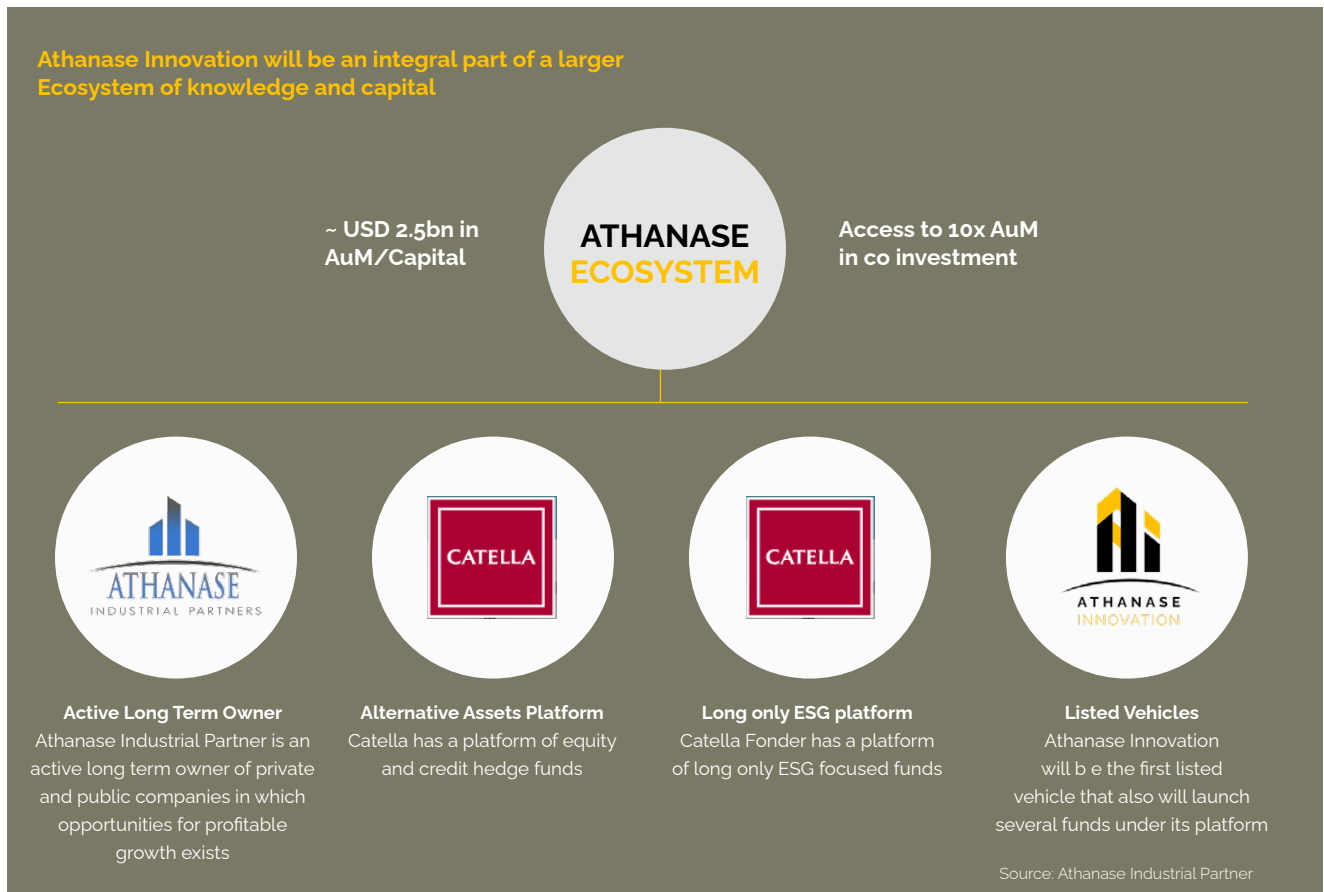 Athanase Innovation will be an integral part of a larger
Ecosystem of knowledge and capital
~ USD 2.5bn in
AuM/Capital
ATHANASE
ECOSYSTEM
Access to 10x AuM
in co investment
ATHANASE
INDUSTRIAL PARTNERS
CATELLA
CATELLA
ATHANASE
INNOVATION
Active Long Term Owner
Athanase Industrial Partner is an
active long term owner of private
and public companies in which
opportunities for profitable
growth exists
Alternative Assets Platform
Catella has a platform of equity
and credit hedge funds
Long only ESG platform
Catella Fonder has a platform
of long only ESG focused funds
Listed Vehicles
Athanase Innovation
will b e the first listed
vehicle that also will launch
several funds under its platform
Source: Athanase Industrial Partner